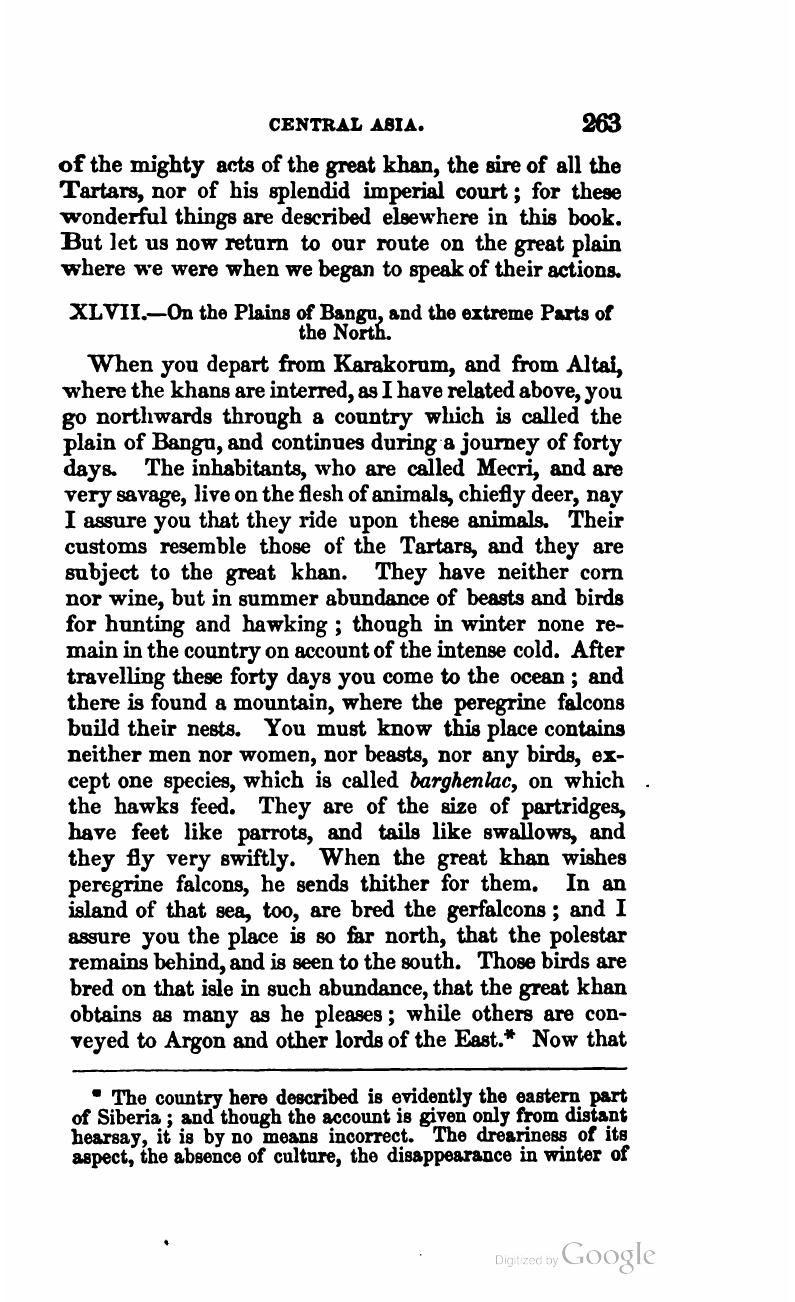 CENTRAL ASIA. 263
of the mighty acts of the great khan, the sire of all the
Tartars, nor of his splendid imperial court; for these
wonderful things are described elsewhere in this book.
But let us now return to our route on the great plain
where we were when we began to speak of their actions.
XLVII.—On the Plains of Bangu, and the extreme Parts of
the North.
When you depart from Karakorum, and from Altai,
where the khans are interred, as I have related above, you
go northwards through a country which is called the
plain of Bangu, and continues during a journey of forty
days. The inhabitants, who are called Mecri, and are
very savage, live on the flesh of animals, chiefly deer, nay
I assure you that they ride upon these animals. Their
customs resemble those of the Tartars, and they are
subject to the great khan. They have neither corn
nor wine, but in summer abundance of beasts and birds
for hunting and hawking; though in winter none re-
main in the country on account of the intense cold. After
travelling these forty days you come to the ocean; and
there is found a mountain, where the peregrine falcons
build their nests. You must know this place contains
neither men nor women, nor beasts, nor any birds, ex-
cept one species, which is called barghenlac, on which
the hawks feed. They are of the size of partridges,
have feet like parrots, and tails like swallows, and
they fly very swiftly. When the great khan wishes
peregrine falcons, he sends thither for them. In an
island of that sea, too, are bred the gerfalcons; and I
assure you the place is so far north, that the polestar
remains behind, and is seen to the south. Those birds are
bred on that isle in such abundance, that the great khan
obtains as many as he pleases; while others are con-
veyed to Argon and other lords of the East.* Now that
* The country here described is evidently the eastern part
of Siberia; and though the account is given only from distant
hearsay, it is by no means incorrect. The dreariness of its
aspect, the absence of culture, the disappearance in winter of
Digitized by Google